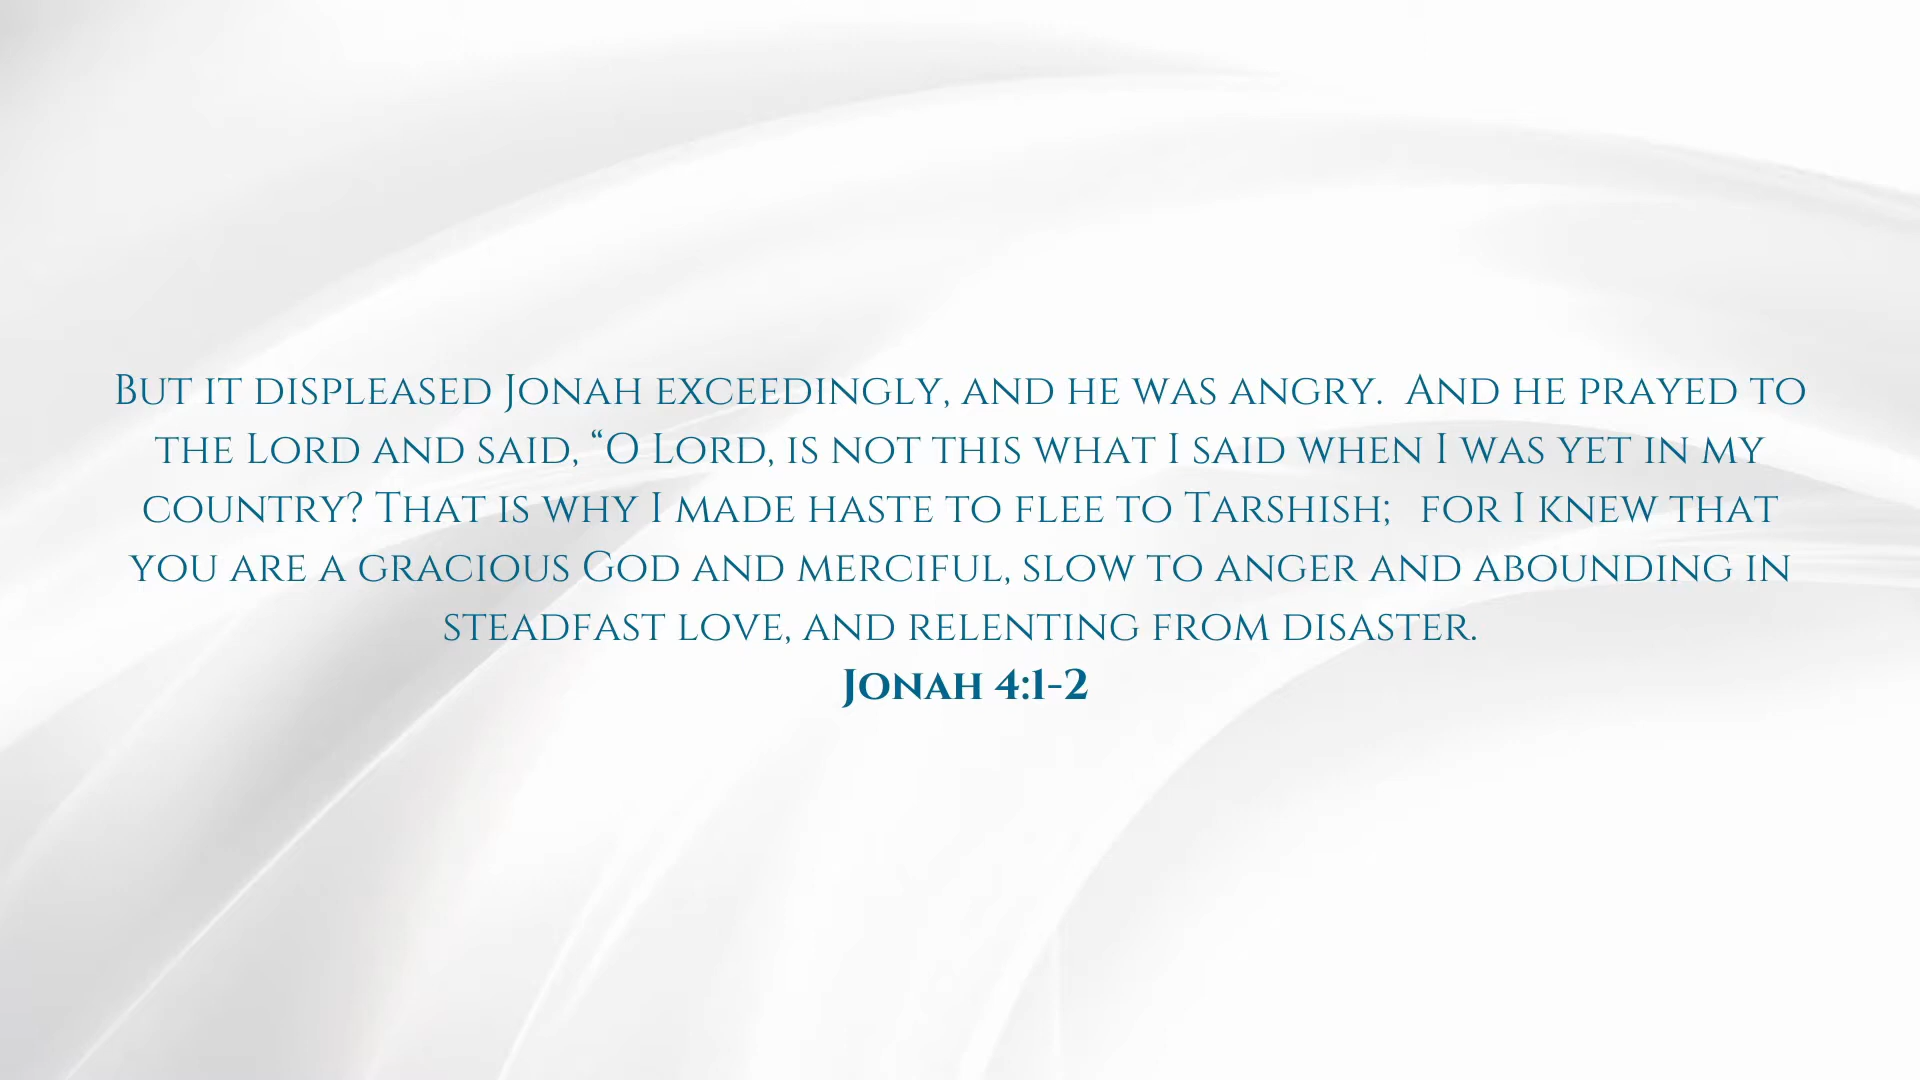 But it displeased Jonah exceedingly, and he was angry.  And he prayed to
the Lord and said, “O Lord, is not this what I said when I was yet in my
country? That is why I made haste to flee to Tarshish;  for I knew that
you are a gracious God and merciful, slow to anger and abounding in
steadfast love, and relenting from disaster.
Jonah 4:1-2